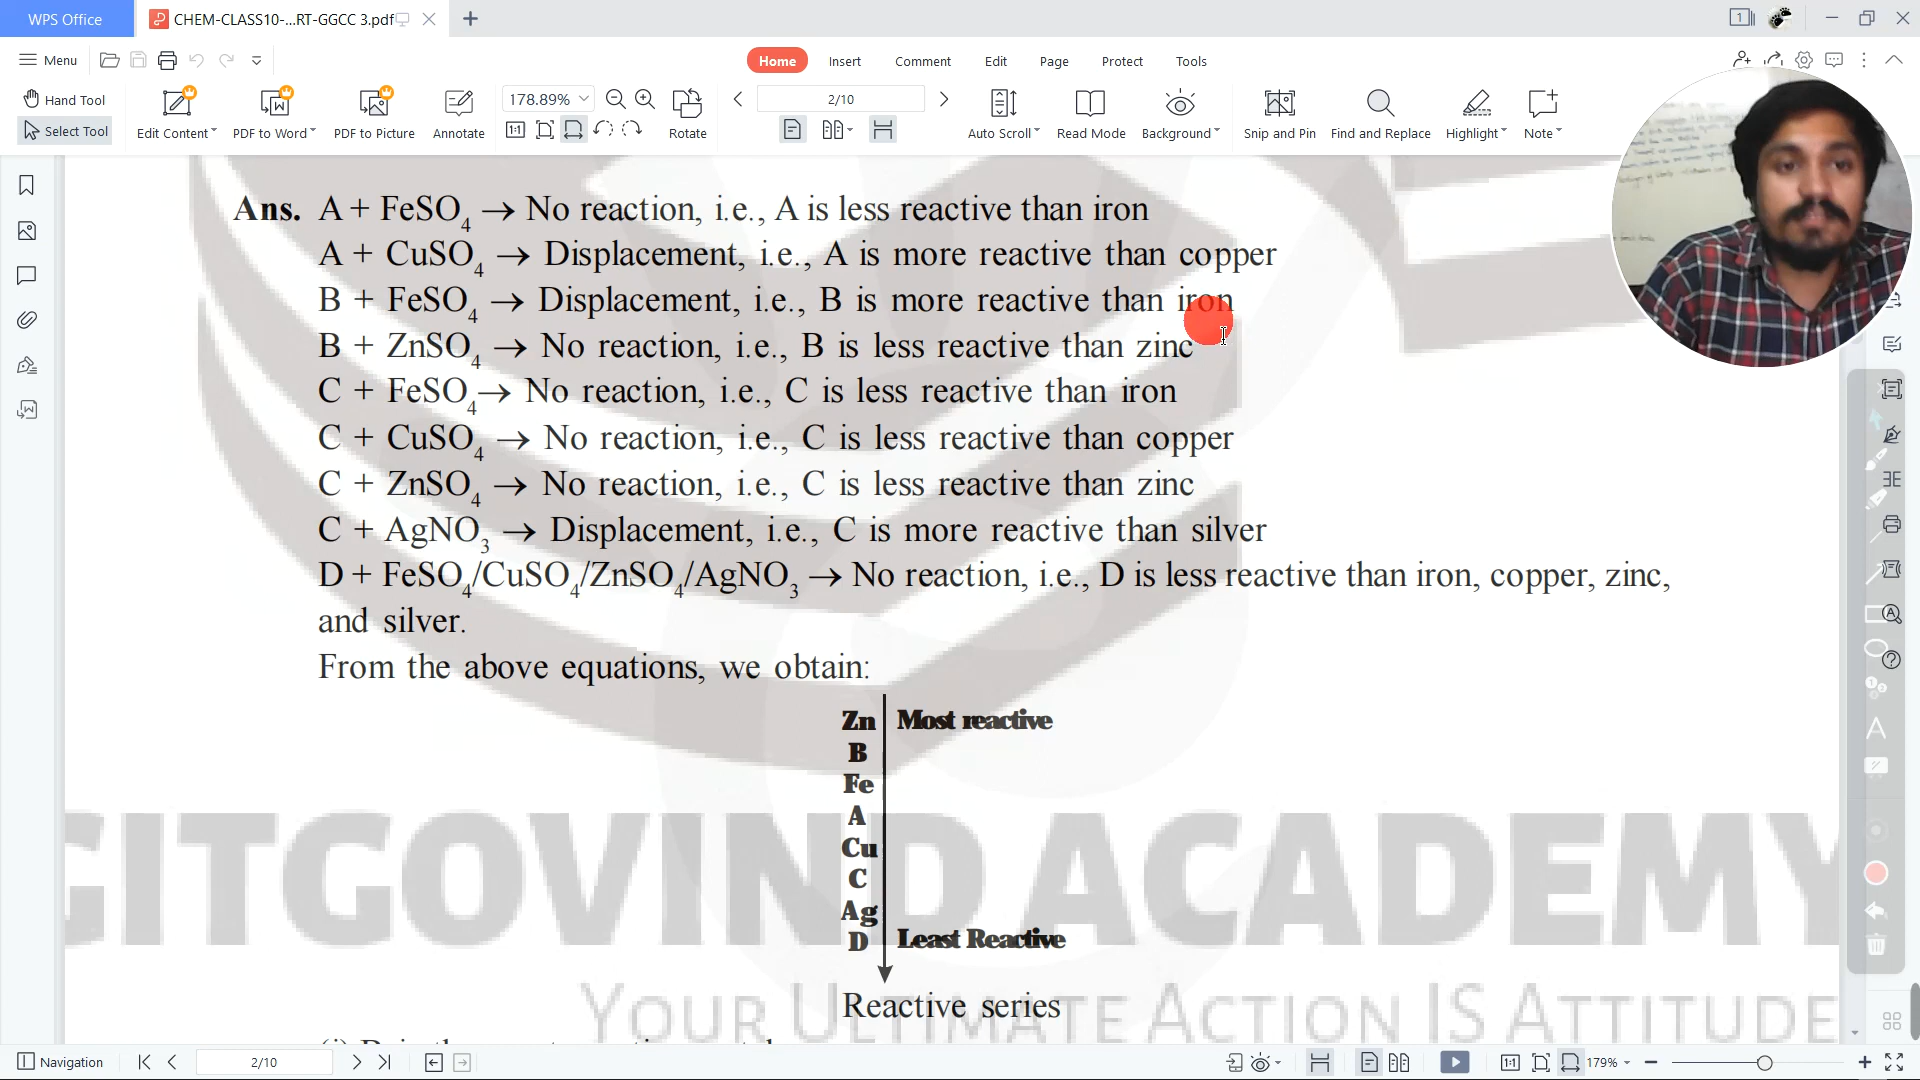 WPS Office
CHEM-CLASS10-...RT-GGCC 3.pdf
Menu
Home Insert Comment Edit Page Protect Tools
Hand Tool
Select Tool
Edit Content PDF to Word PDF to Picture Annotate
178.89%
Rotate
2/10
Auto Scroll Read Mode Background Snip and Pin Find and Replace Highlight Note
Ans. A + FeSO4 → No reaction, i.e., A is less reactive than iron
A + CuSO4 → Displacement, i.e., A is more reactive than copper
B + FeSO4 → Displacement, i.e., B is more reactive than iron
B + ZnSO4 → No reaction, i.e., B is less reactive than zinc
C + FeSO4→ No reaction, i.e., C is less reactive than iron
C + CuSO4 → No reaction, i.e., C is less reactive than copper
C + ZnSO4 → No reaction, i.e., C is less reactive than zinc
C + AgNO3 → Displacement, i.e., C is more reactive than silver
D + FeSO4/CuSO4/ZnSO4/AgNO3 → No reaction, i.e., D is less reactive than iron, copper, zinc,
and silver.
From the above equations, we obtain:
Zn Most reactive
B
Fe
A
Cu
C
Ag
D Least Reactive
Reactive series
GITGOVIND ACADEMY
YOUR ULTIMATE ACTION IS ATTITUDE
Navigation
2/10
179%